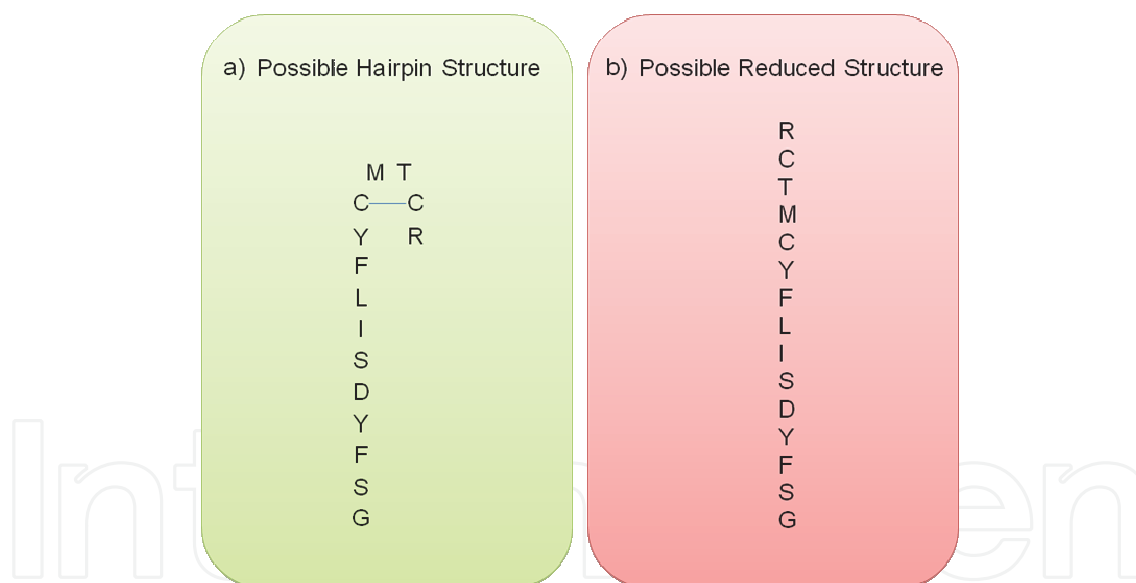 a) Possible Hairpin Structure
M T
C C
Y R
F
L
I
S
D
Y
F
S
G
b) Possible Reduced Structure
R
C
T
M
C
Y
F
L
I
S
D
Y
F
S
G